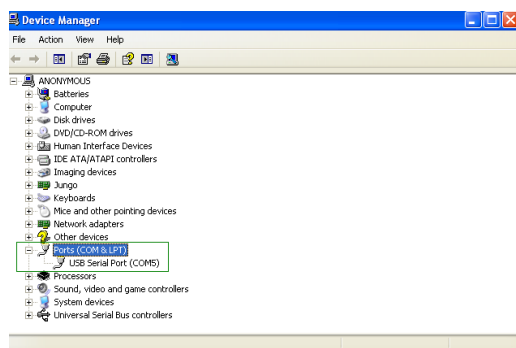 Device Manager
File Action View Help
ANONYMOUS
Batteries
Computer
Disk drives
DVD/CD-ROM drives
Human Interface Devices
IDE ATA/ATAPI controllers
Imaging devices
Jungo
Keyboards
Mice and other pointing devices
Network adapters
Other devices
Ports (COM & LPT)
USB Serial Port (COM5)
Processors
Sound, video and game controllers
System devices
Universal Serial Bus controllers